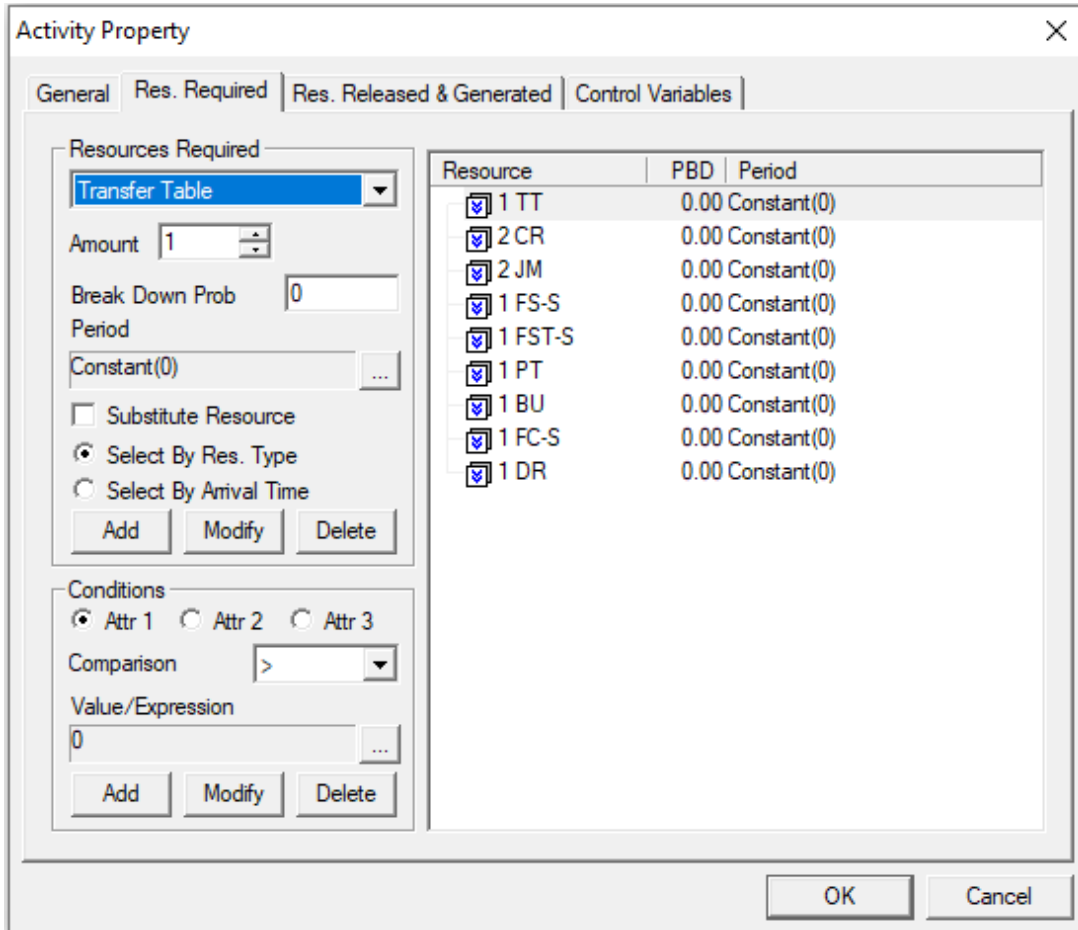 Activity Property
General Res. Required Res. Released & Generated Control Variables
Resources Required
Transfer Table
Amount 1
Break Down Prob 0
Period
Constant(0) ...
Substitute Resource
Select By Res. Type
Select By Arrival Time
Add Modify Delete
Conditions
Attr 1 Attr 2 Attr 3
Comparison >
Value/Expression
0 ...
Add Modify Delete
Resource PBD Period
1 TT 0.00 Constant(0)
2 CR 0.00 Constant(0)
2 JM 0.00 Constant(0)
1 FS-S 0.00 Constant(0)
1 FST-S 0.00 Constant(0)
1 PT 0.00 Constant(0)
1 BU 0.00 Constant(0)
1 FC-S 0.00 Constant(0)
1 DR 0.00 Constant(0)
OK Cancel